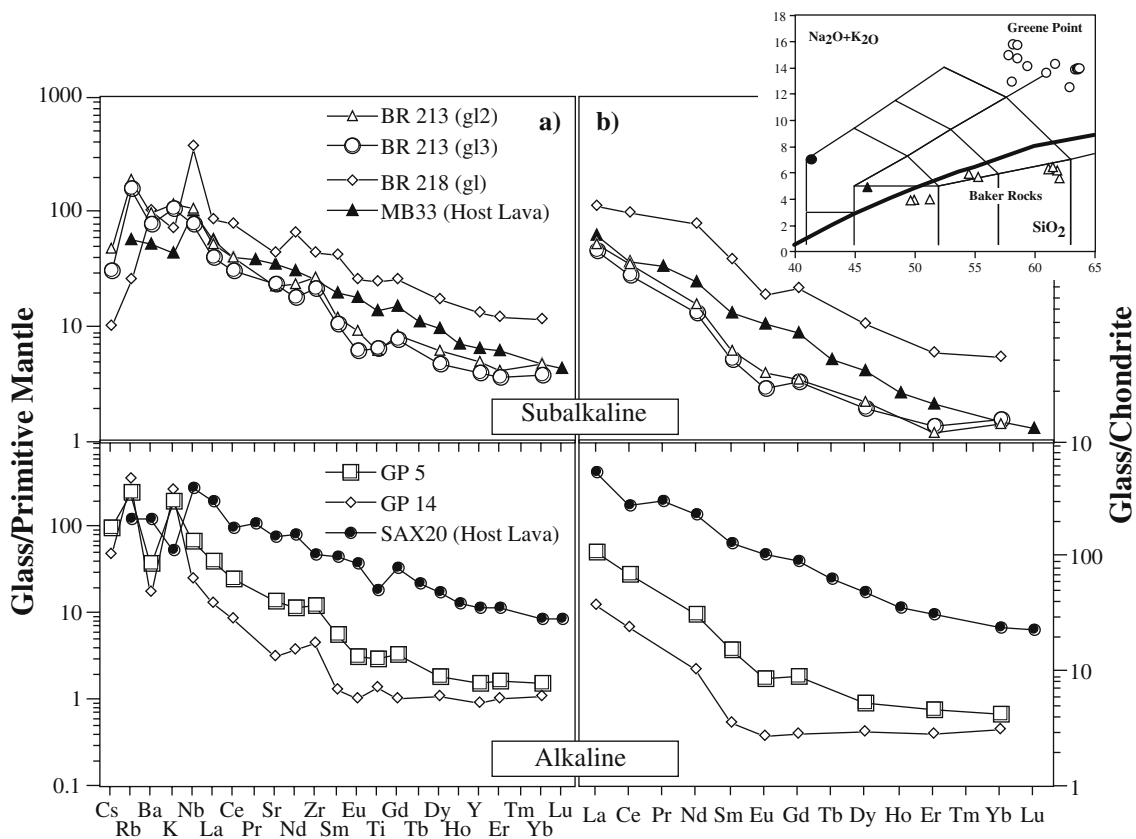 Na2O+K2O
Greene Point
18
16
14
12
10
8
6
4
2
0
Baker Rocks
SiO2
40 45 50 55 60 65
1000
100
10
1
a)
BR 213 (gl2)
BR 213 (gl3)
BR 218 (gl)
MB33 (Host Lava)
b)
Subalkaline
Glass/Primitive Mantle
Glass/Chondrite
100
10
1
0.1
GP 5
GP 14
SAX20 (Host Lava)
10
100
10
1
Alkaline
Cs Ba Nb Ce Sr Zr Eu Gd Dy Y Tm Lu
Rb K La Pr Nd Sm Ti Tb Ho Er Yb
La Ce Pr Nd Sm Eu Gd Tb Dy Ho Er Tm Yb Lu